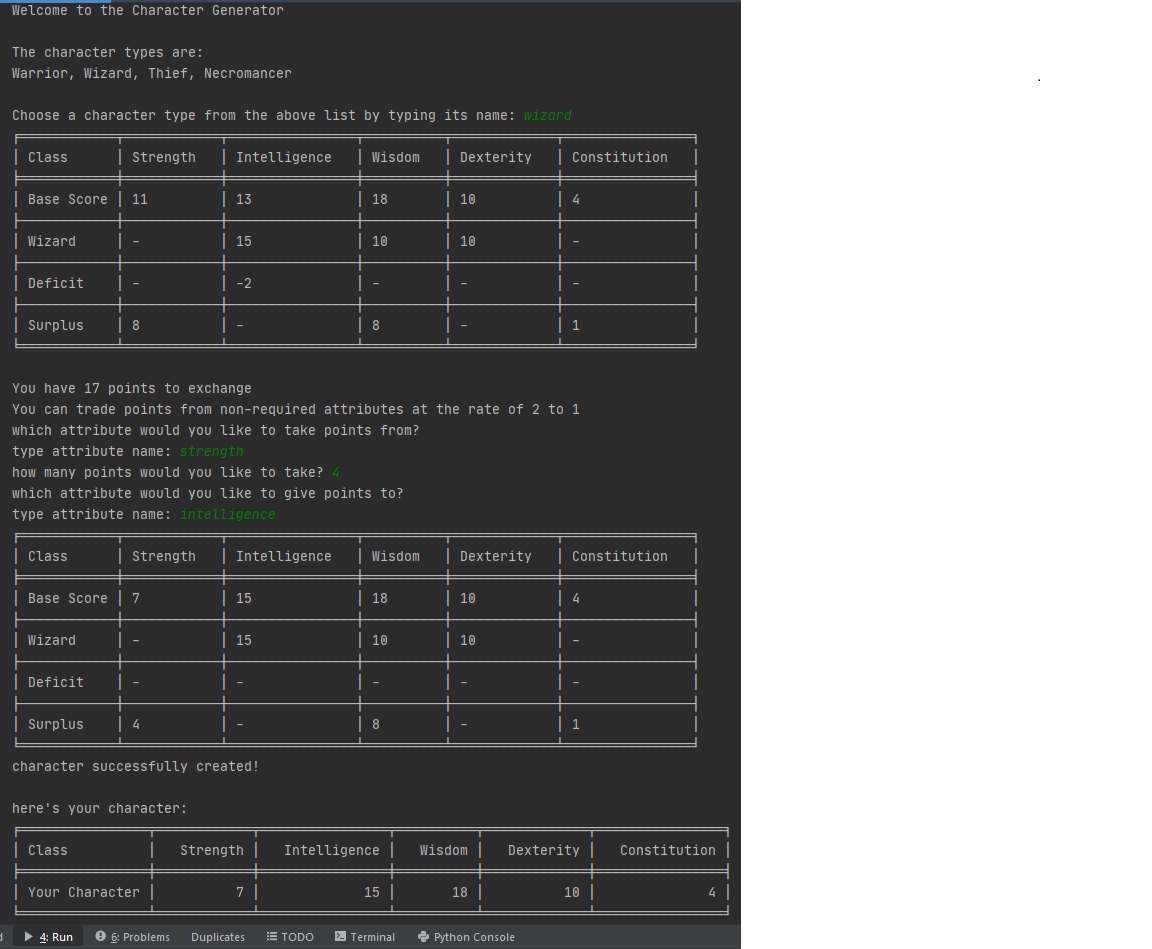 Welcome to the Character Generator
The character types are:
Warrior, Wizard, Thief, Necromancer
Choose a character type from the above list by typing its name: wizard
Class Strength Intelligence Wisdom Dexterity Constitution
Base Score 11 13 18 10 4
Wizard - 15 10 10 -
Deficit - -2 - - -
Surplus 8 - 8 - 1
You have 17 points to exchange
You can trade points from non-required attributes at the rate of 2 to 1
which attribute would you like to take points from?
type attribute name: strength
how many points would you like to take? 4
which attribute would you like to give points to?
type attribute name: intelligence
Class Strength Intelligence Wisdom Dexterity Constitution
Base Score 7 15 18 10 4
Wizard - 15 10 10 -
Deficit - - - - -
Surplus 4 - 8 - 1
character successfully created!
here's your character:
Class Strength Intelligence Wisdom Dexterity Constitution
Your Character 7 15 18 10 4
4: Run 6: Problems Duplicates TODO Terminal Python Console